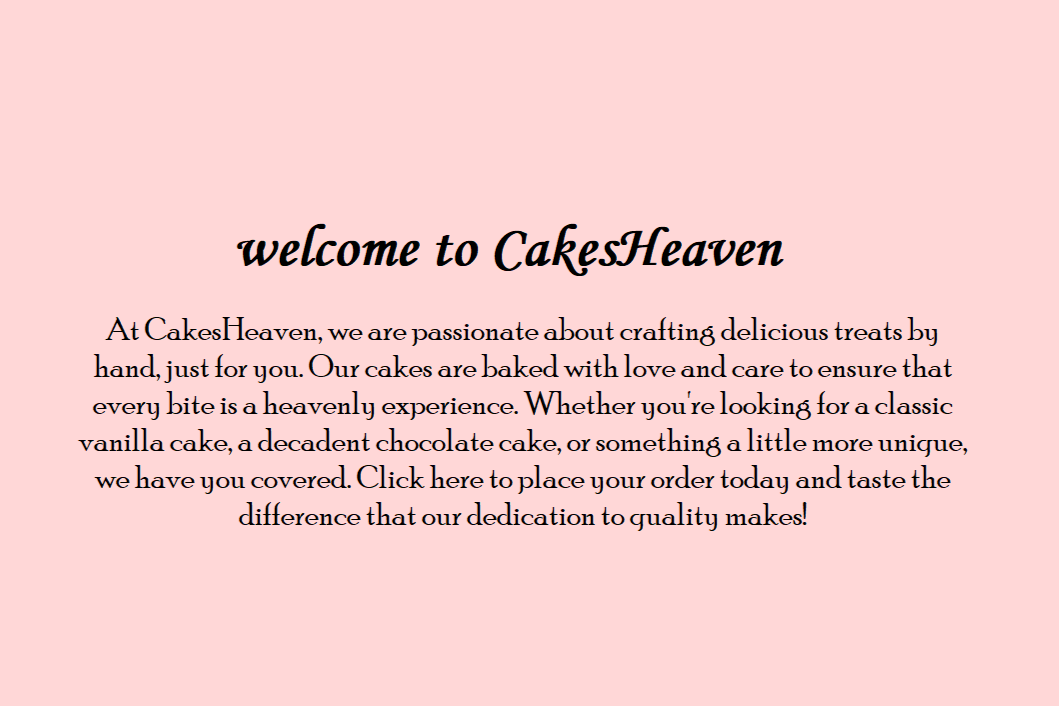 welcome to CakesHeaven
At CakesHeaven, we are passionate about crafting delicious treats by
hand, just for you. Our cakes are baked with love and care to ensure that
every bite is a heavenly experience. Whether you're looking for a classic
vanilla cake, a decadent chocolate cake, or something a little more unique,
we have you covered. Click here to place your order today and taste the
difference that our dedication to quality makes!